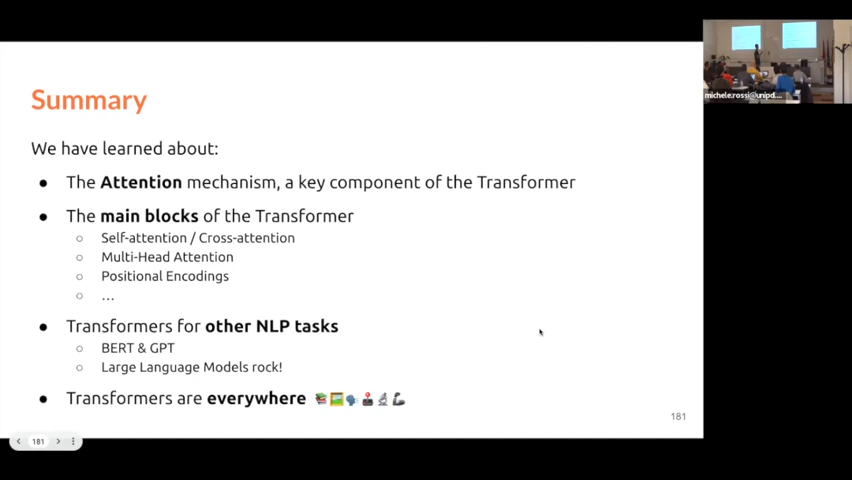 Summary
We have learned about:
● The Attention mechanism, a key component of the Transformer
● The main blocks of the Transformer
○ Self-attention / Cross-attention
○ Multi-Head Attention
○ Positional Encodings
○ …
● Transformers for other NLP tasks
○ BERT & GPT
○ Large Language Models rock!
● Transformers are everywhere 📚🖼️🗣️🕹️🔬🦾
181
181
michele.rossi@unipd....